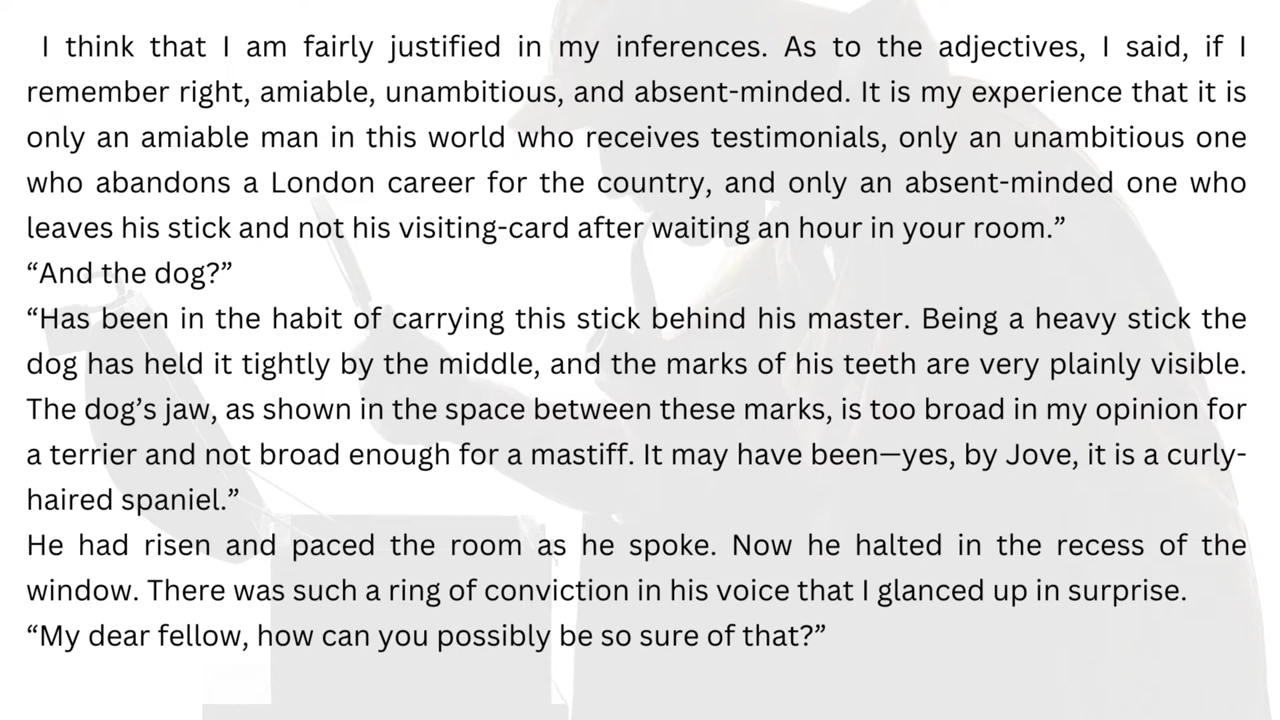 I think that I am fairly justified in my inferences. As to the adjectives, I said, if I
remember right, amiable, unambitious, and absent-minded. It is my experience that it is
only an amiable man in this world who receives testimonials, only an unambitious one
who abandons a London career for the country, and only an absent-minded one who
leaves his stick and not his visiting-card after waiting an hour in your room.”
“And the dog?”
“Has been in the habit of carrying this stick behind his master. Being a heavy stick the
dog has held it tightly by the middle, and the marks of his teeth are very plainly visible.
The dog’s jaw, as shown in the space between these marks, is too broad in my opinion for
a terrier and not broad enough for a mastiff. It may have been—yes, by Jove, it is a curly-
haired spaniel.”
He had risen and paced the room as he spoke. Now he halted in the recess of the
window. There was such a ring of conviction in his voice that I glanced up in surprise.
“My dear fellow, how can you possibly be so sure of that?”